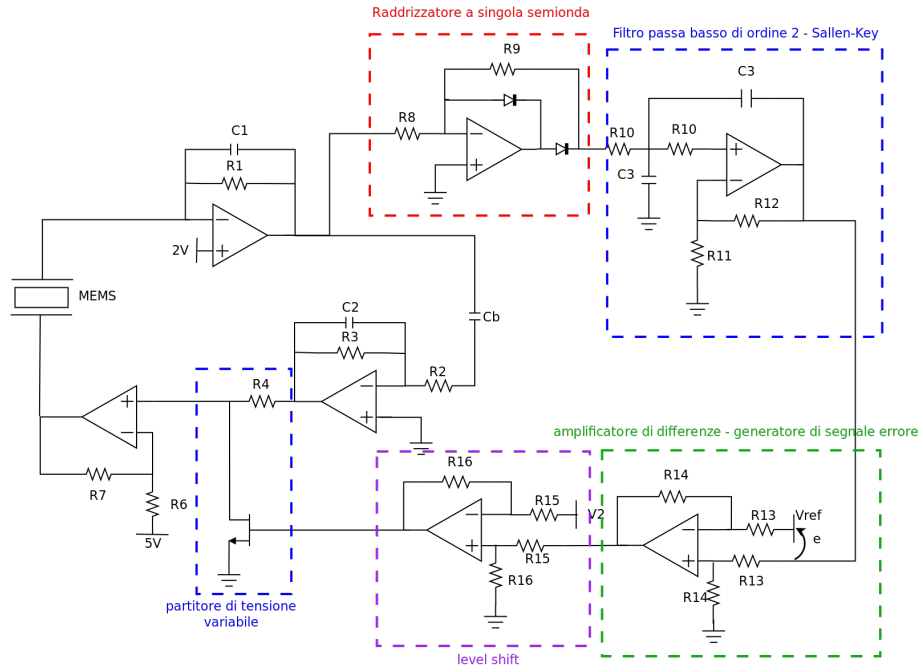 Raddrizzatore a singola semionda
Filtro passa basso di ordine 2 - Sallen-Key
R9
C3
R8
R10
R10
C1
R1
C3
R12
2V
R11
MEMS
C2
Cb
R3
R2
R4
amplificatore di differenze - generatore di segnale errore
R16
R14
R7
R6
R15
V2
R13
Vref
e
5V
R15
R16
R13
R14
partitore di tensione
variabile
level shift